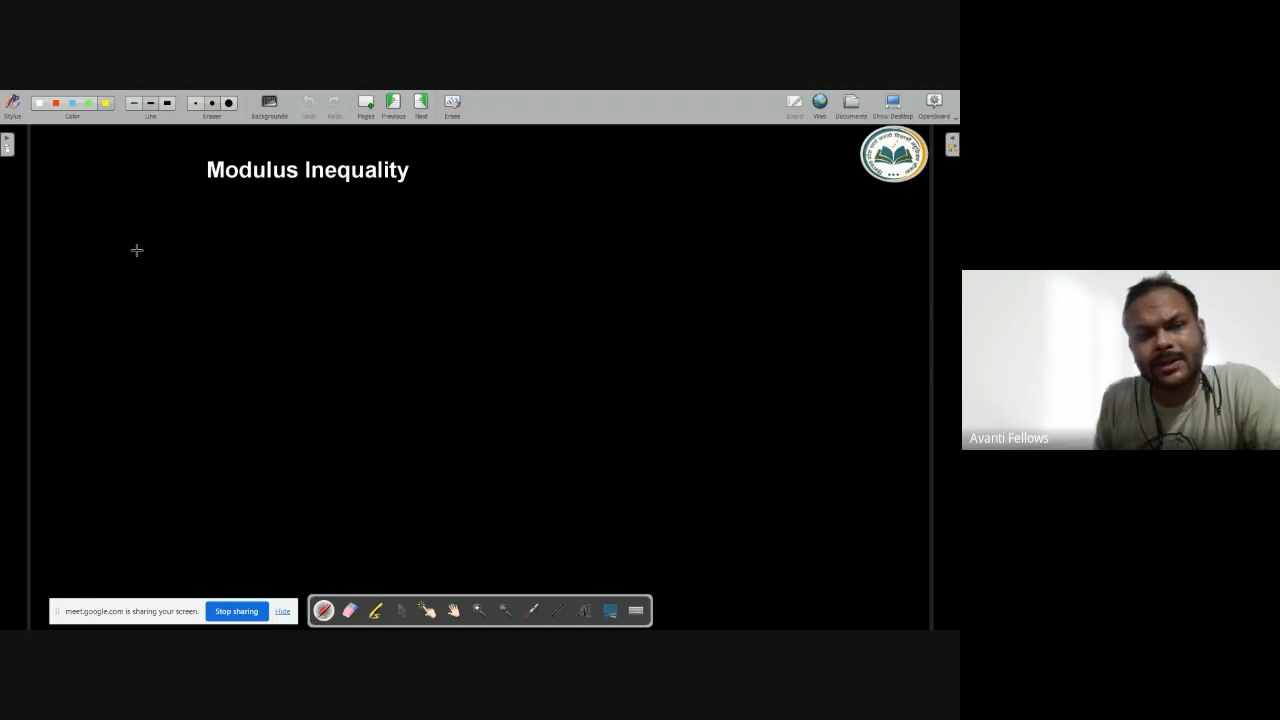 Stylus
Color
Line
Eraser
Backgrounds
Undo
Redo
Pages
Previous
Next
Erase
Board
Web
Documents
Show Desktop
OpenBoard
Modulus Inequality
Avanti Fellows
meet.google.com is sharing your screen.
Stop sharing
Hide